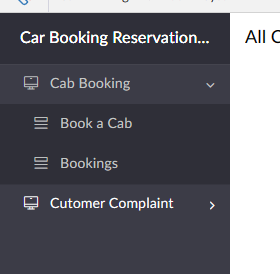 Car Booking Reservation...
All
Cab Booking
Book a Cab
Bookings
Cutomer Complaint